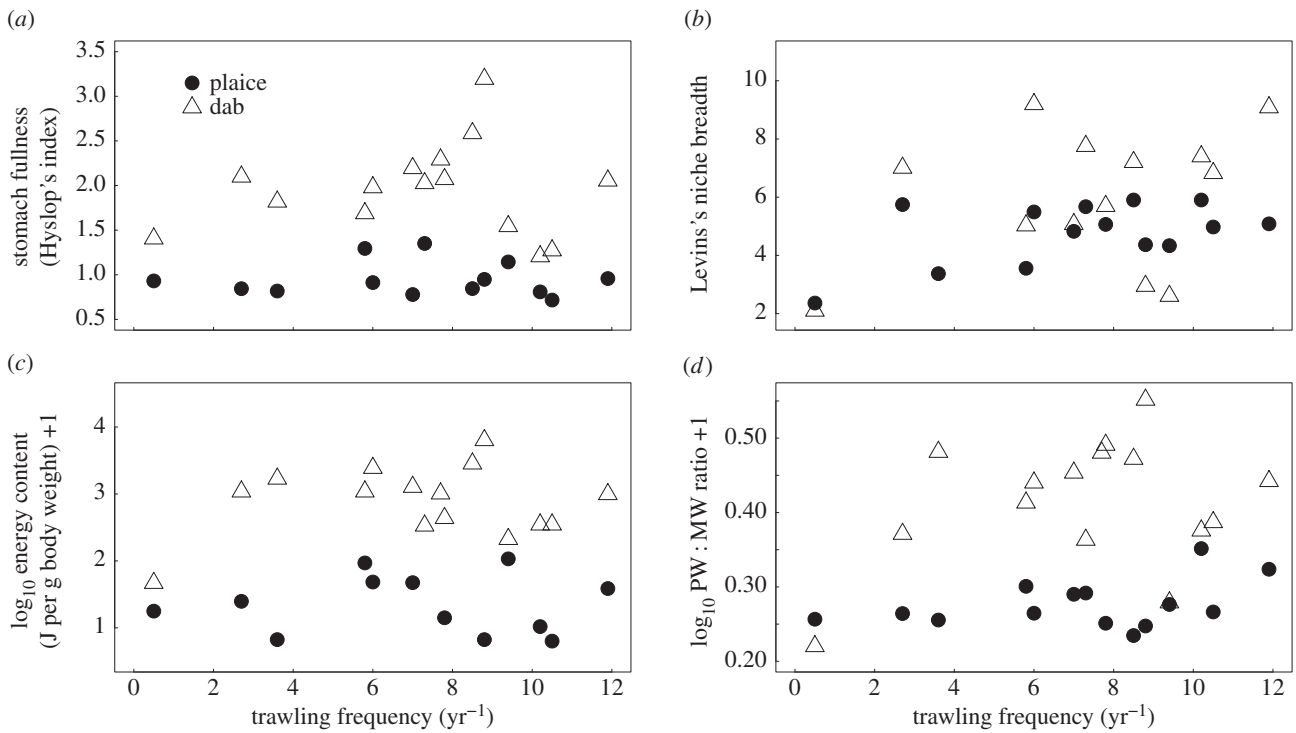 (a)
3.5
3.0
2.5
2.0
1.5
1.0
0.5
stomach fullness
(Hyslop's index)
plaice
dab
(b)
10
8
6
4
2
Levins's niche breadth
(c)
4
3
2
1
log10 energy content
(J per g body weight) +1
0 2 4 6 8 10 12
trawling frequency (yr−1)
(d)
0.50
0.40
0.30
0.20
log10 PW : MW ratio +1
0 2 4 6 8 10 12
trawling frequency (yr−1)